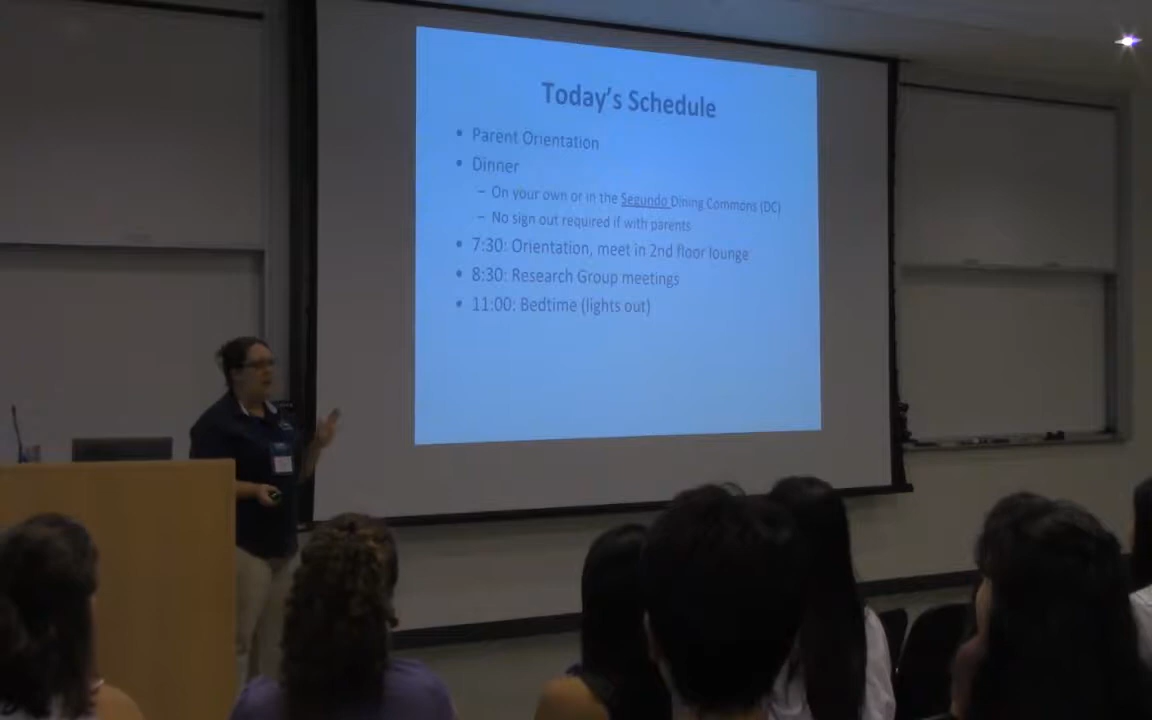 Today's Schedule
• Parent Orientation
• Dinner
– On your own or in the Segundo Dining Commons (DC)
– No sign out required if with parents
• 7:30: Orientation, meet in 2nd floor lounge
• 8:30: Research Group meetings
• 11:00: Bedtime (lights out)